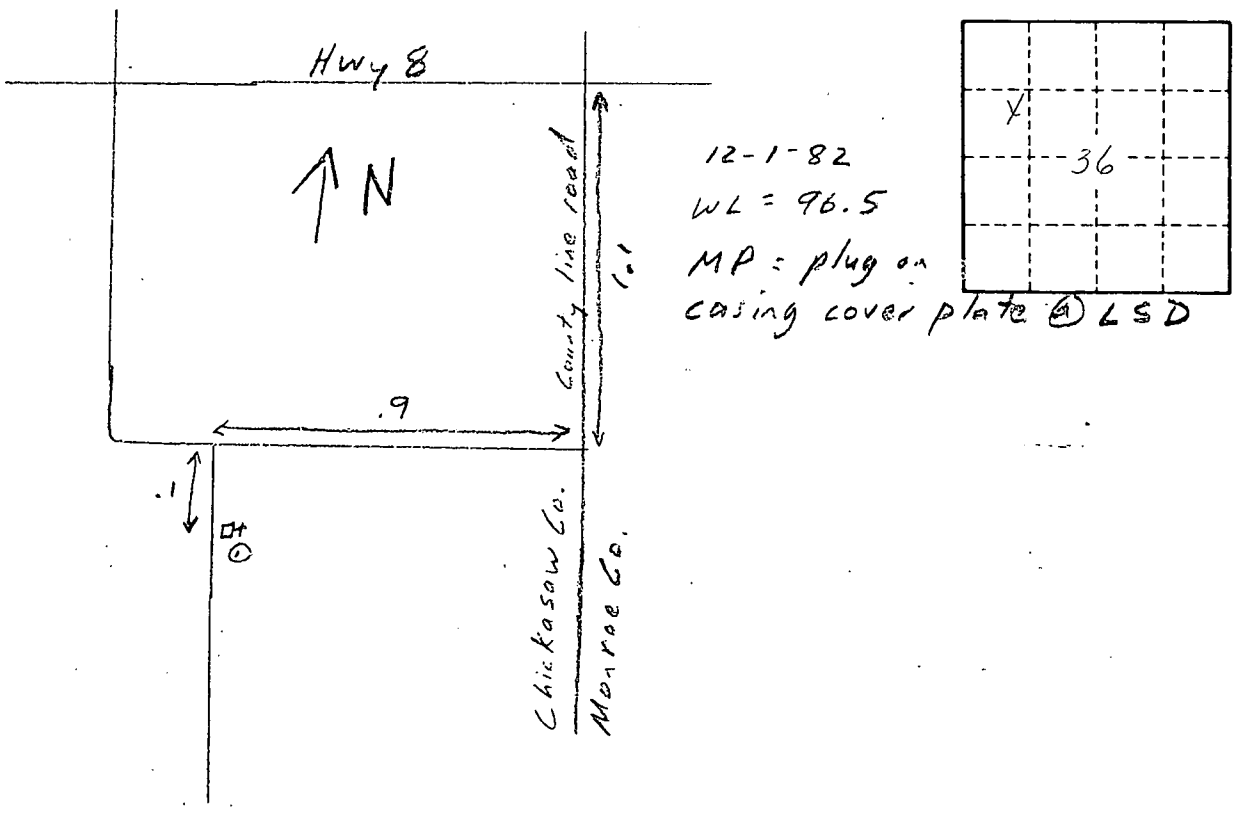 Hwy 8
N
County line road
1.1
12-1-82
WL = 96.5
MP = plug on
casing cover plate @ LSD
X
36
.9
.1
Chickasaw Co.
Monroe Co.